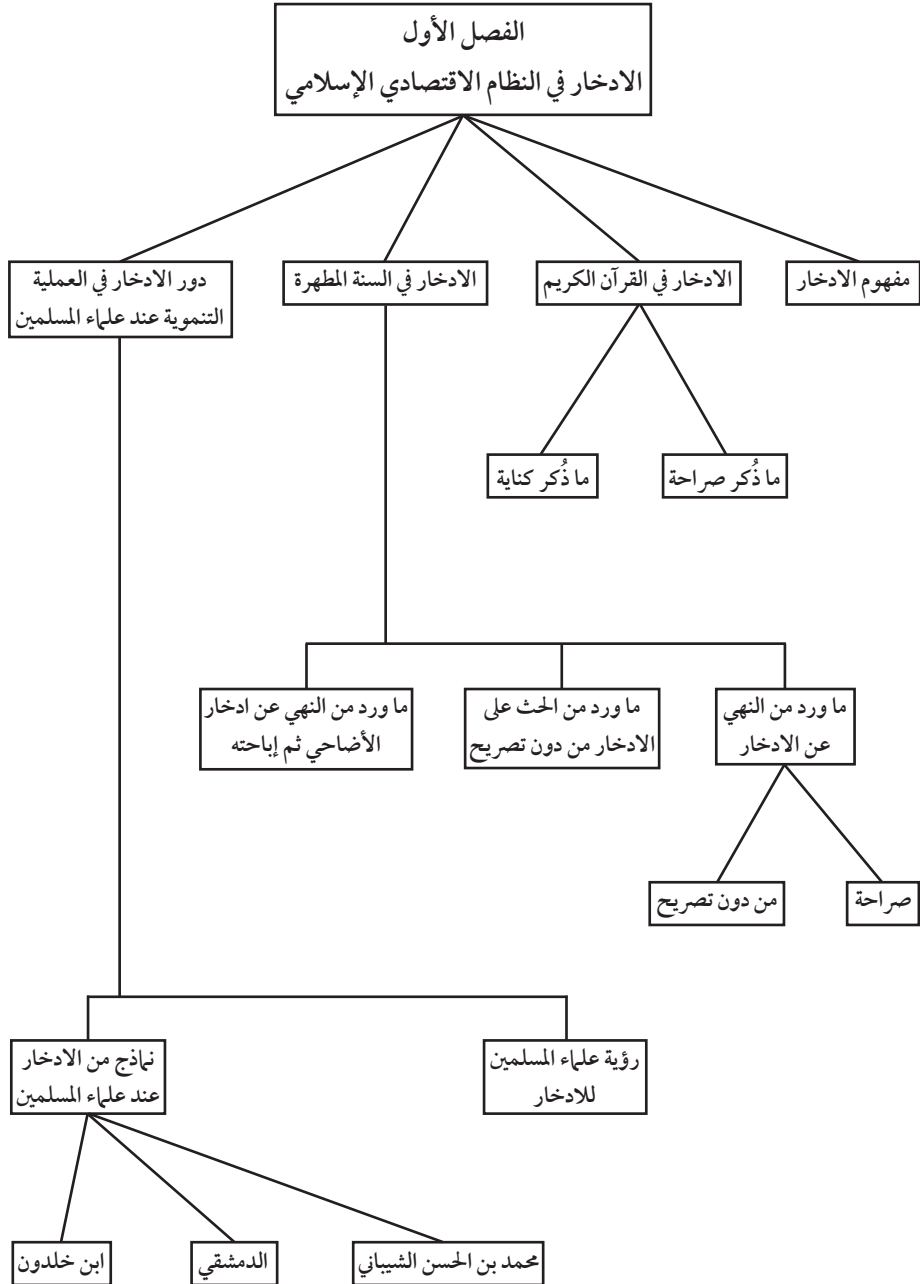 الفصل الأول
الادخار في النظام الاقتصادي الإسلامي
مفهوم الادخار
الادخار في القرآن الكريم
الادخار في السنة المطهرة
دور الادخار في العملية
التنموية عند علماء المسلمين
ما ذُكر صراحة
ما ذُكر كناية
ما ورد من النهي
عن الادخار
ما ورد من الحث على
الادخار من دون تصريح
ما ورد من النهي عن ادخار
الأضاحي ثم إباحته
صراحة
من دون تصريح
رؤية علماء المسلمين
للادخار
نماذج من الادخار
عند علماء المسلمين
محمد بن الحسن الشيباني
الدمشقي
ابن خلدون